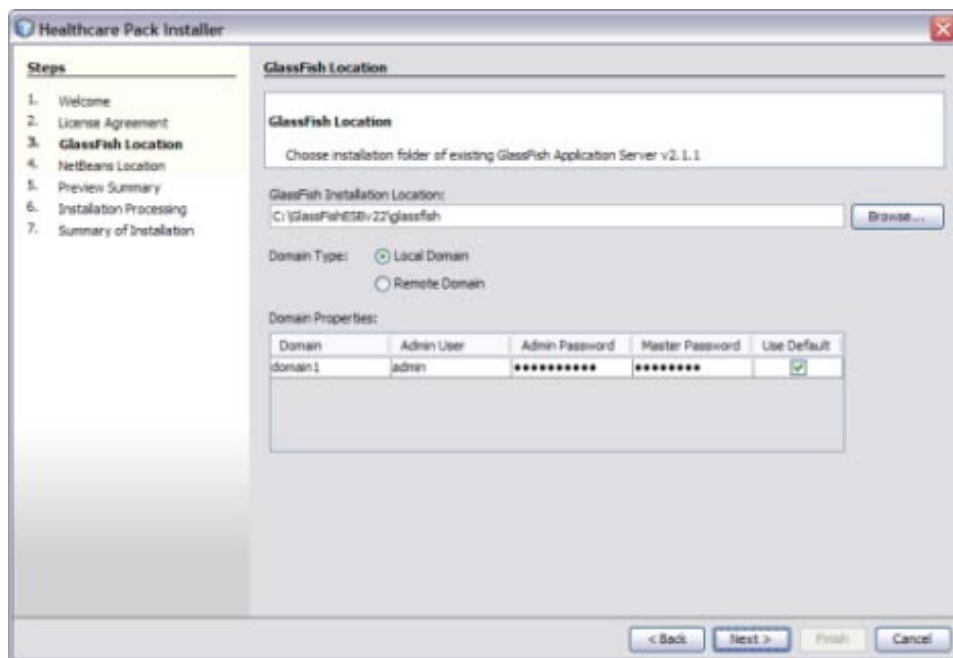 Healthcare Pack Installer
Steps
1. Welcome
2. License Agreement
3. GlassFish Location
4. NetBeans Location
5. Preview Summary
6. Installation Processing
7. Summary of Installation
GlassFish Location
GlassFish Location
Choose installation folder of existing GlassFish Application Server v2.1.1
GlassFish Installation Location:
C:\GlassFishESBv22\glassfish
Browse...
Domain Type:
Local Domain
Remote Domain
Domain Properties:
Domain Admin User Admin Password Master Password Use Default
domain1 admin ●●●●●●●●●● ●●●●●●●●
< Back Next > Finish Cancel